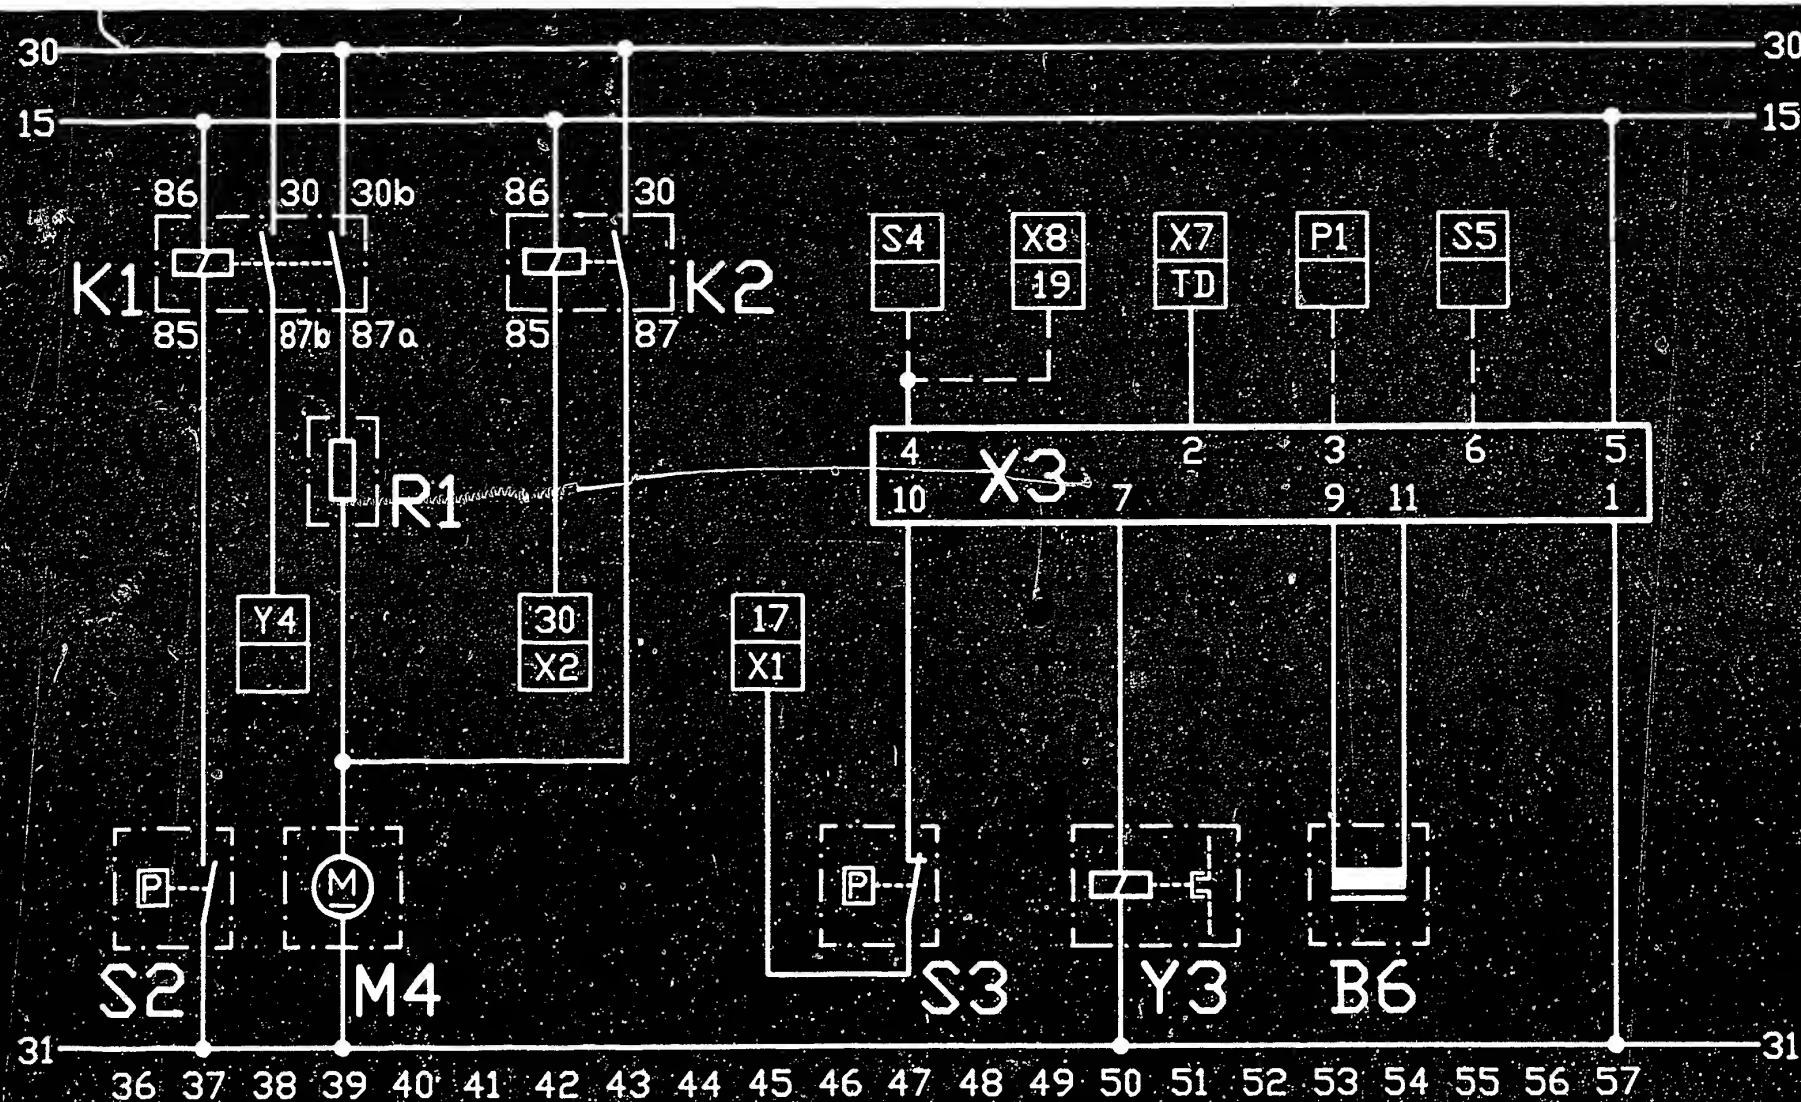 30 30
15 15
86 30 30b 86 30
S4 X8 X7 P1 S5
19 TD
K1 K2
85 87b 87a 85 87
4 2 3 6 5
X3
R1 10 7 9 11 1
Y4 30 17
X2 X1
P M P
S2 M4 S3 Y3 B6
31 31
36 37 38 39 40 41 42 43 44 45 46 47 48 49 50 51 52 53 54 55 56 57